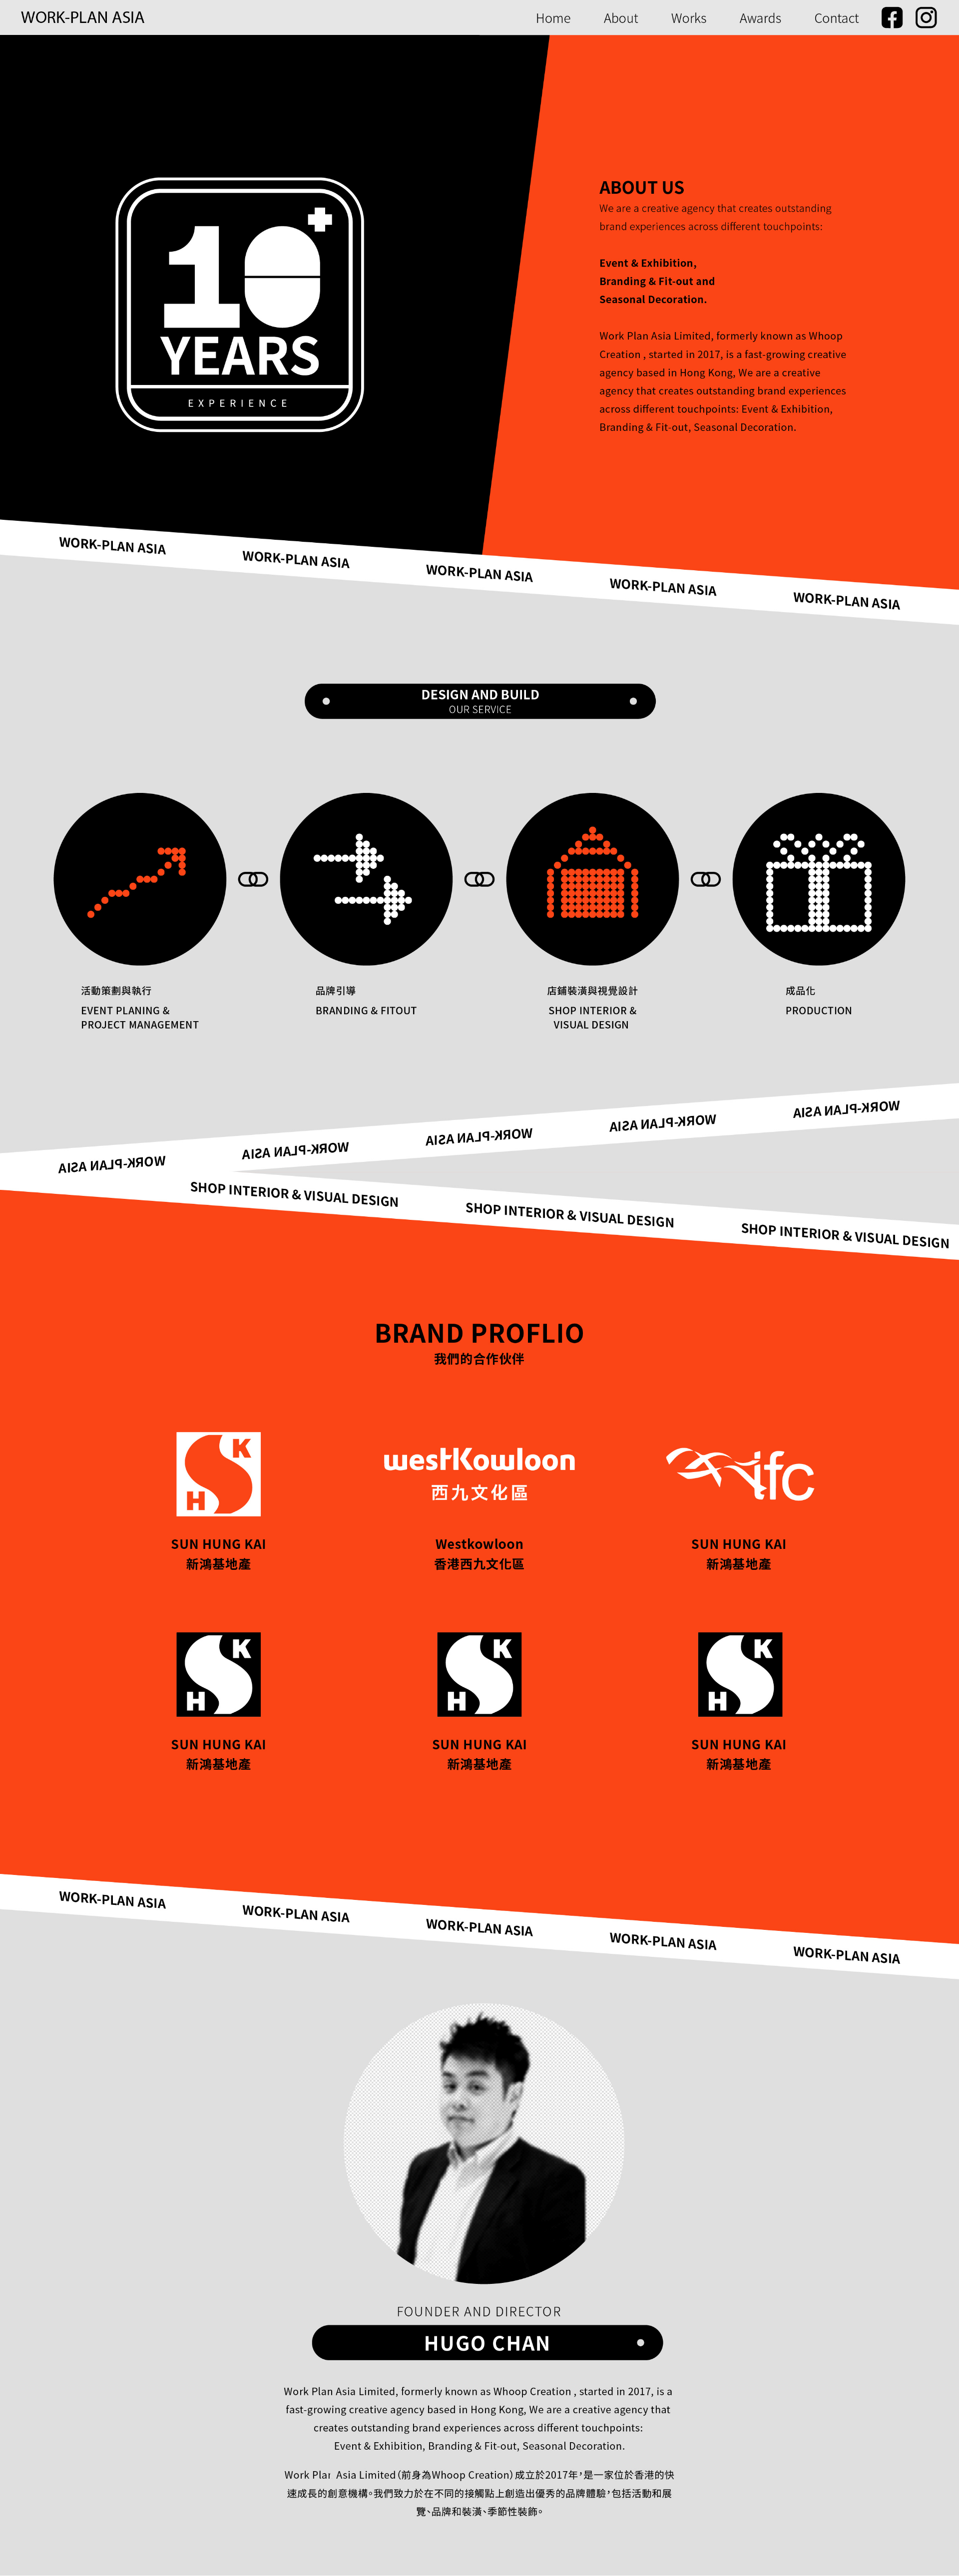 WORK-PLAN ASIA
Home About Works Awards Contact
10+
YEARS
EXPERIENCE
ABOUT US
We are a creative agency that creates outstanding
brand experiences across different touchpoints:
Event & Exhibition,
Branding & Fit-out and
Seasonal Decoration.
Work Plan Asia Limited, formerly known as Whoop
Creation , started in 2017, is a fast-growing creative
agency based in Hong Kong, We are a creative
agency that creates outstanding brand experiences
across different touchpoints: Event & Exhibition,
Branding & Fit-out, Seasonal Decoration.
WORK-PLAN ASIA WORK-PLAN ASIA WORK-PLAN ASIA WORK-PLAN ASIA WORK-PLAN ASIA
DESIGN AND BUILD
OUR SERVICE
活動策劃與執行
EVENT PLANING &
PROJECT MANAGEMENT
品牌引導
BRANDING & FITOUT
店鋪裝潢與視覺設計
SHOP INTERIOR &
VISUAL DESIGN
成品化
PRODUCTION
WORK-PLAN ASIA WORK-PLAN ASIA WORK-PLAN ASIA WORK-PLAN ASIA WORK-PLAN ASIA
SHOP INTERIOR & VISUAL DESIGN SHOP INTERIOR & VISUAL DESIGN SHOP INTERIOR & VISUAL DESIGN
BRAND PROFLIO
我們的合作伙伴
SHK
SUN HUNG KAI
新鴻基地產
westKowloon
西九文化區
Westkowloon
香港西九文化區
ifc
SUN HUNG KAI
新鴻基地產
SHK
SUN HUNG KAI
新鴻基地產
SHK
SUN HUNG KAI
新鴻基地產
SHK
SUN HUNG KAI
新鴻基地產
WORK-PLAN ASIA WORK-PLAN ASIA WORK-PLAN ASIA WORK-PLAN ASIA WORK-PLAN ASIA
FOUNDER AND DIRECTOR
HUGO CHAN
Work Plan Asia Limited, formerly known as Whoop Creation , started in 2017, is a
fast-growing creative agency based in Hong Kong, We are a creative agency that
creates outstanding brand experiences across different touchpoints:
Event & Exhibition, Branding & Fit-out, Seasonal Decoration.
Work Plan Asia Limited（前身為Whoop Creation）成立於2017年，是一家位於香港的快
速成長的創意機構。我們致力於在不同的接觸點上創造出優秀的品牌體驗，包括活動和展
覽、品牌和裝潢、季節性裝飾。